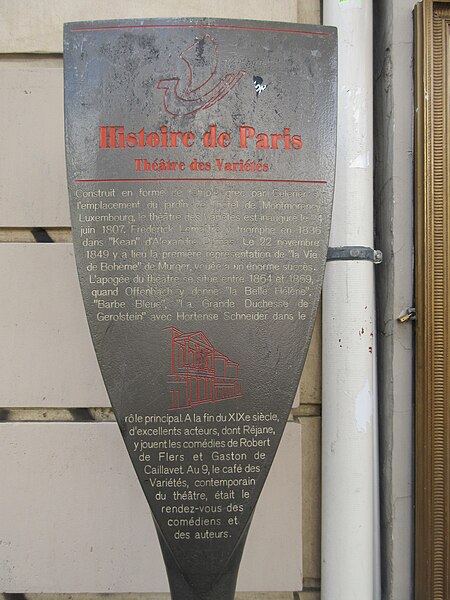 Histoire de Paris
Théâtre des Variétés
Construit en forme de temple grec par Célerier à
l'emplacement du jardin de l'hôtel de Montmorency
Luxembourg, le théâtre des Variétés est inauguré le 24
juin 1807. Frédérick Lemaître y triomphe en 1836
dans "Kean" d'Alexandre Dumas. Le 22 novembre
1849 y a lieu la première représentation de "la Vie
de Bohème" de Murger, vouée à un énorme succès.
L'apogée du théâtre se situe entre 1864 et 1869,
quand Offenbach y donne "la Belle Hélène",
"Barbe Bleue", "La Grande Duchesse de
Gerolstein" avec Hortense Schneider dans le
rôle principal. A la fin du XIXe siècle,
d'excellents acteurs, dont Réjane,
y jouent les comédies de Robert
de Flers et Gaston de
Caillavet. Au 9, le café des
Variétés, contemporain
du théâtre, était le
rendez-vous des
comédiens et
des auteurs.